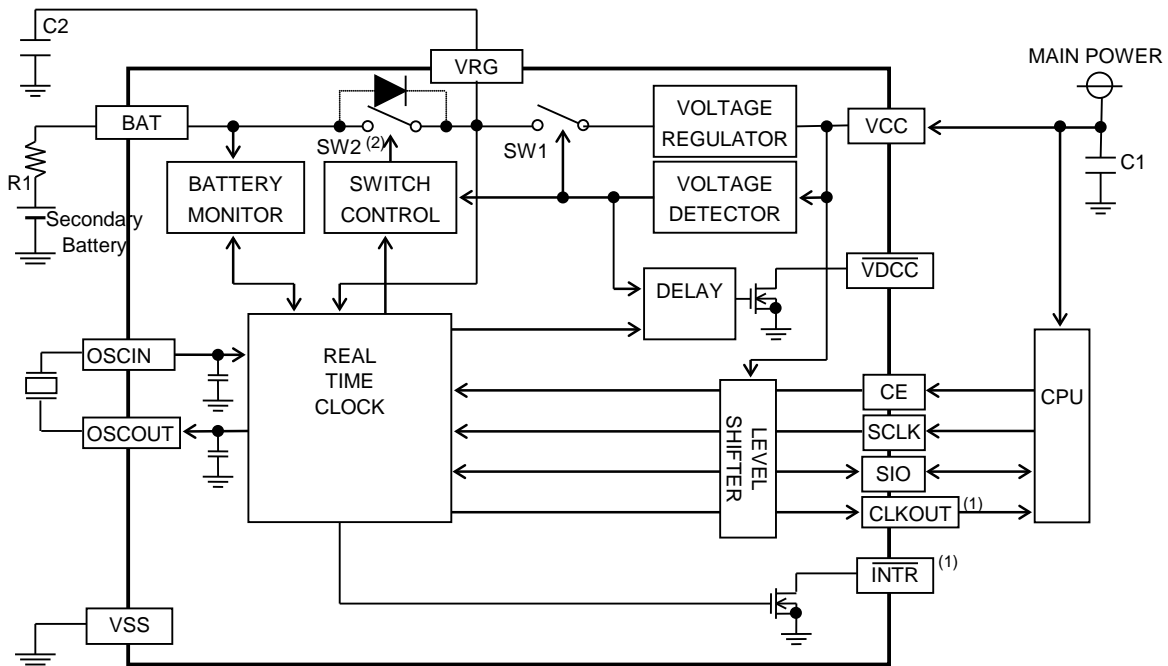 C2
VRG
MAIN POWER
BAT
SW2 (2)
SW1
VOLTAGE
REGULATOR
VCC
C1
R1
Secondary
Battery
BATTERY
MONITOR
SWITCH
CONTROL
VOLTAGE
DETECTOR
VDCC
DELAY
OSCIN
REAL
TIME
CLOCK
OSCOUT
LEVEL
SHIFTER
CE
SCLK
SIO
CLKOUT (1)
CPU
INTR (1)
VSS